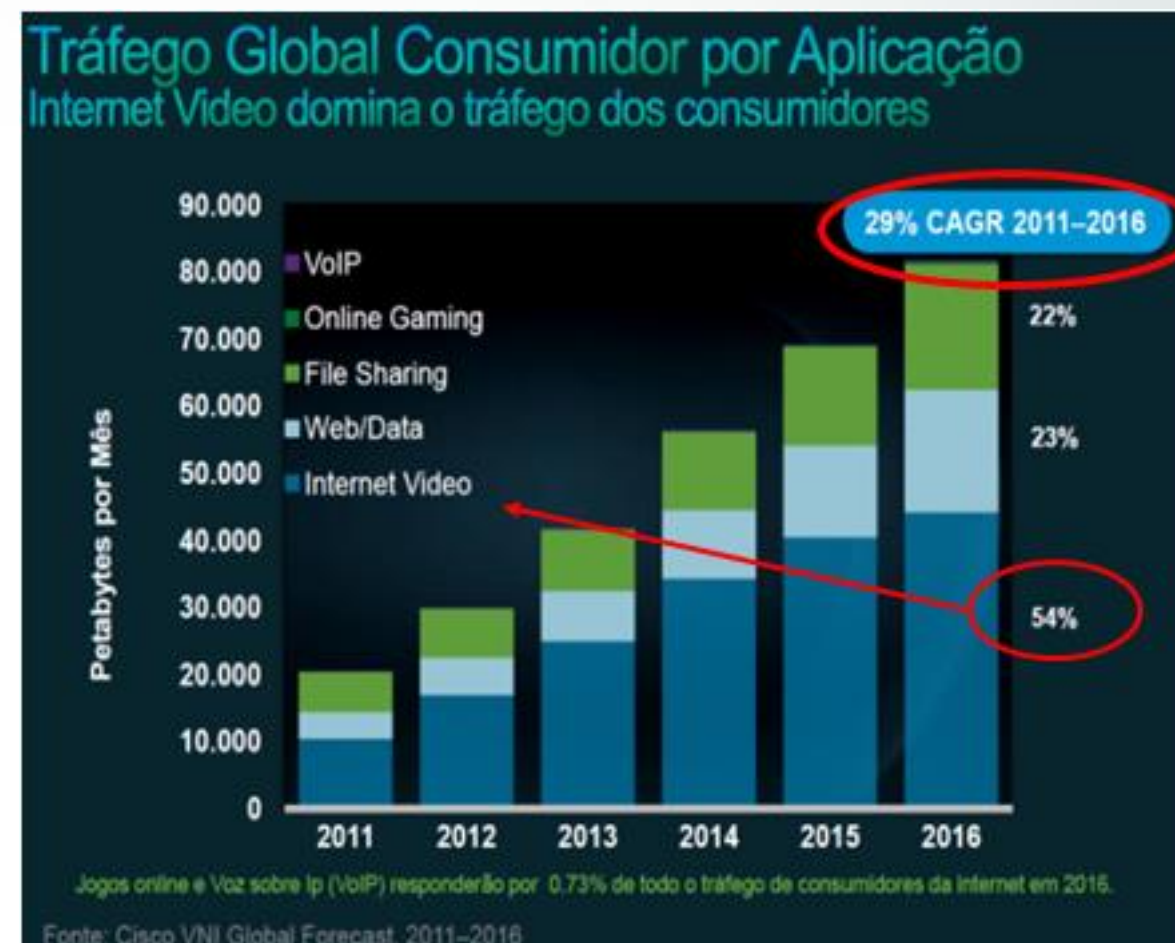 Tráfego Global Consumidor por Aplicação
Internet Video domina o tráfego dos consumidores
29% CAGR 2011–2016
Petabytes por Mês
90.000
80.000
70.000
60.000
50.000
40.000
30.000
20.000
10.000
0
VoIP
Online Gaming
File Sharing
Web/Data
Internet Video
22%
23%
54%
2011 2012 2013 2014 2015 2016
Jogos online e Voz sobre Ip (VoIP) responderão por 0.73% de todo o tráfego de consumidores da Internet em 2016.
Fonte: Cisco VNI Global Forecast, 2011–2016